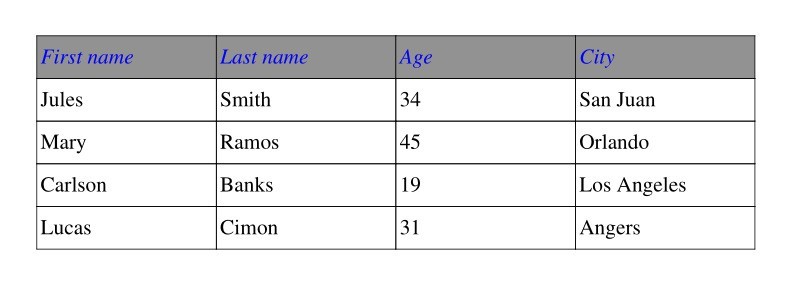 First name Last name Age City
Jules Smith 34 San Juan
Mary Ramos 45 Orlando
Carlson Banks 19 Los Angeles
Lucas Cimon 31 Angers